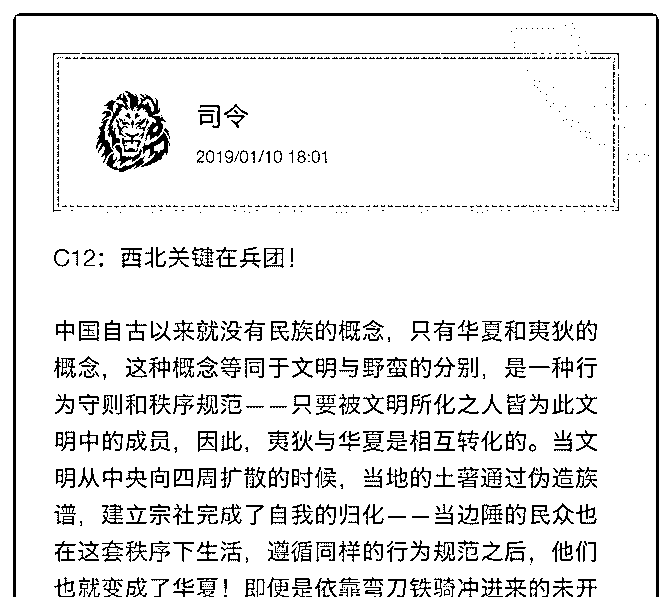 司令
2019/01/10 18:01
C12：西北关键在兵团！
中国自古以来就没有民族的概念，只有华夏和夷狄的
概念，这种概念等同于文明与野蛮的分别，是一种行
为守则和秩序规范——只要被文明所化之人皆为此文
明中的成员，因此，夷狄与华夏是相互转化的。当文
明从中央向四周扩散的时候，当地的土著通过伪造族
谱，建立宗社完成了自我的归化——当边陲的民众也
在这套秩序下生活，遵循同样的行为规范之后，他们
也就变成了华夏！即便是依靠弯刀铁骑冲进来的未开